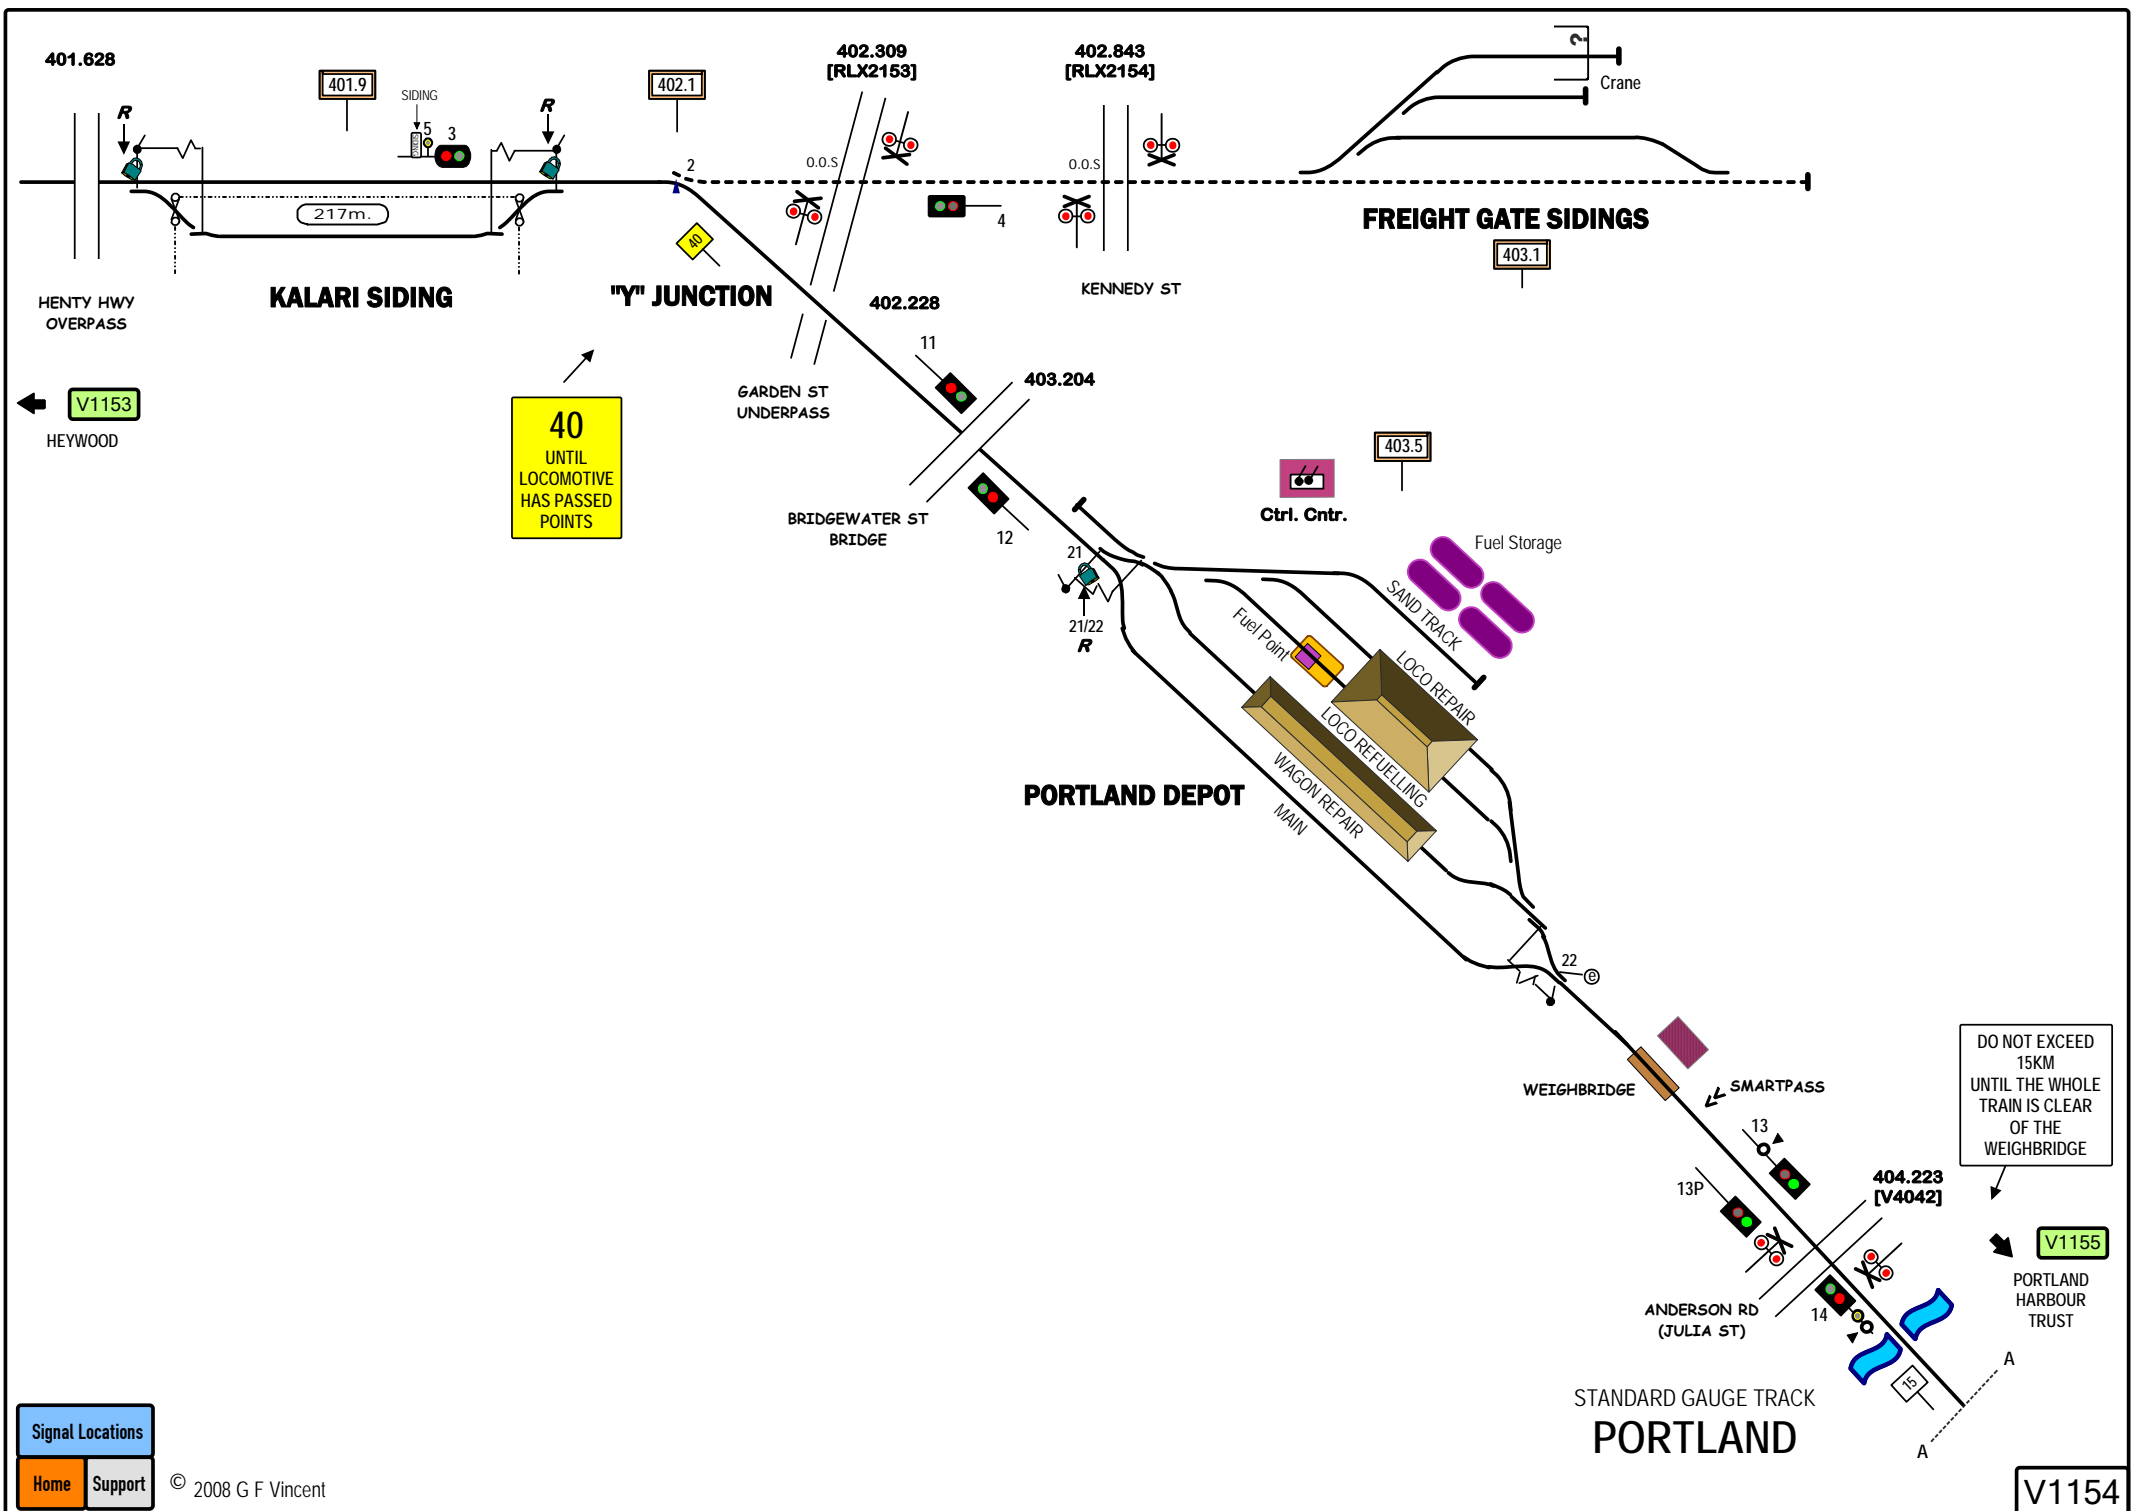 401.628
401.9
SIDING
SIDING
5
3
R
R
217m.
HENTY HWY
OVERPASS
KALARI SIDING
402.1
2
40
"Y" JUNCTION
402.309
[RLX2153]
O.O.S
402.843
[RLX2154]
O.O.S
4
KENNEDY ST
?
Crane
FREIGHT GATE SIDINGS
403.1
V1153
HEYWOOD
40
UNTIL
LOCOMOTIVE
HAS PASSED
POINTS
402.228
GARDEN ST
UNDERPASS
11
403.204
12
BRIDGEWATER ST
BRIDGE
403.5
Ctrl. Cntr.
Fuel Storage
21
21/22
R
SAND TRACK
Fuel Point
LOCO REPAIR
LOCO REFUELLING
WAGON REPAIR
MAIN
PORTLAND DEPOT
22
e
WEIGHBRIDGE
SMARTPASS
DO NOT EXCEED
15KM
UNTIL THE WHOLE
TRAIN IS CLEAR
OF THE
WEIGHBRIDGE
13
13P
404.223
[V4042]
ANDERSON RD
(JULIA ST)
14
15
V1155
PORTLAND
HARBOUR
TRUST
A
A
STANDARD GAUGE TRACK
PORTLAND
Signal Locations
Home
Support
© 2008 G F Vincent
V1154